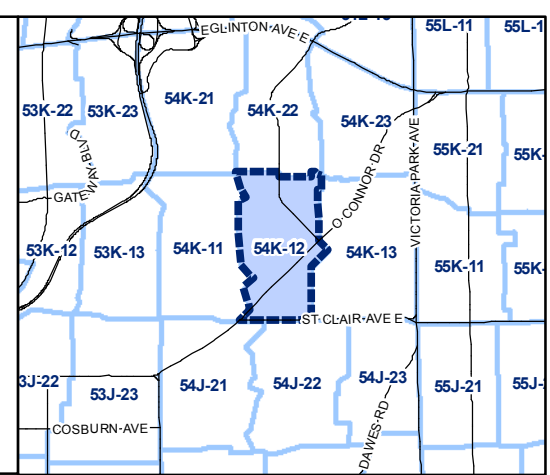 55L-11
55L-1
EGLINTON AVE E
53K-22
53K-23
54K-21
54K-22
54K-23
55K-21
55K-
GATEWAY BLVD
O CONNOR DR
VICTORIA PARK AVE
53K-12
53K-13
54K-11
54K-12
54K-13
55K-11
55K-
ST CLAIR AVE E
3J-22
53J-23
54J-21
54J-22
54J-23
55J-21
55J-
COSBURN AVE
DAWES RD